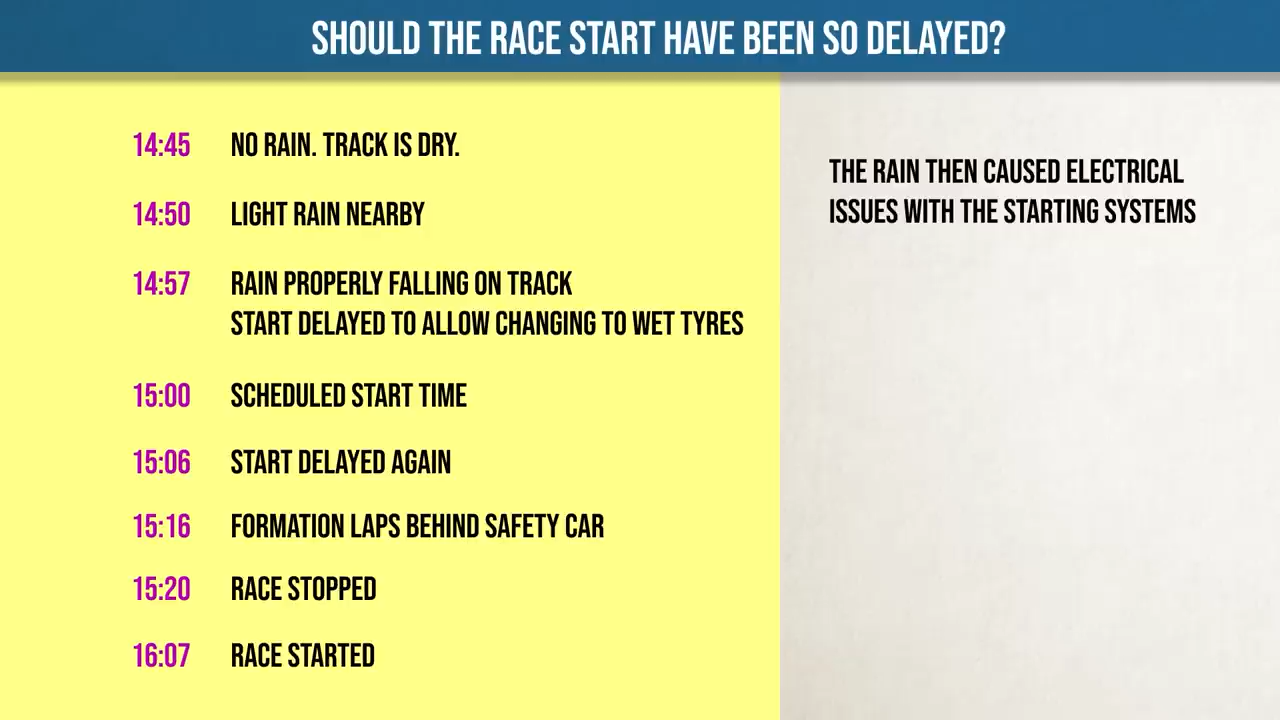 SHOULD THE RACE START HAVE BEEN SO DELAYED?
14:45 NO RAIN. TRACK IS DRY.
14:50 LIGHT RAIN NEARBY
14:57 RAIN PROPERLY FALLING ON TRACK
START DELAYED TO ALLOW CHANGING TO WET TYRES
15:00 SCHEDULED START TIME
15:06 START DELAYED AGAIN
15:16 FORMATION LAPS BEHIND SAFETY CAR
15:20 RACE STOPPED
16:07 RACE STARTED
THE RAIN THEN CAUSED ELECTRICAL
ISSUES WITH THE STARTING SYSTEMS